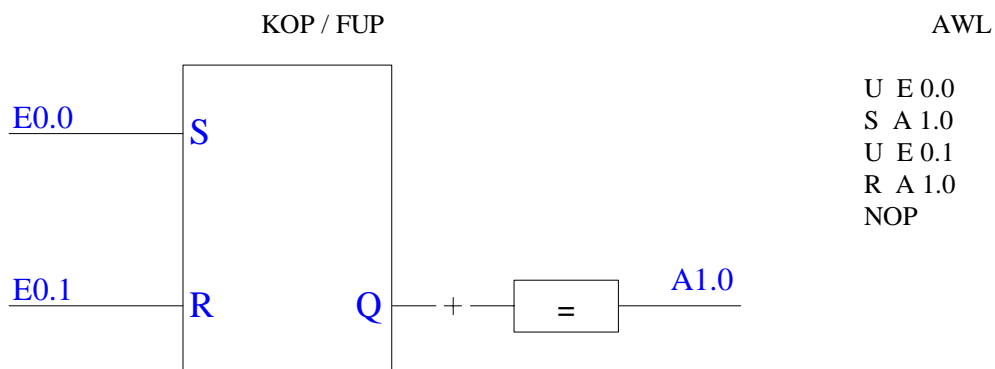 KOP / FUP
AWL
E0.0
S
E0.1
R
Q
+
=
A1.0
U E 0.0
S A 1.0
U E 0.1
R A 1.0
NOP